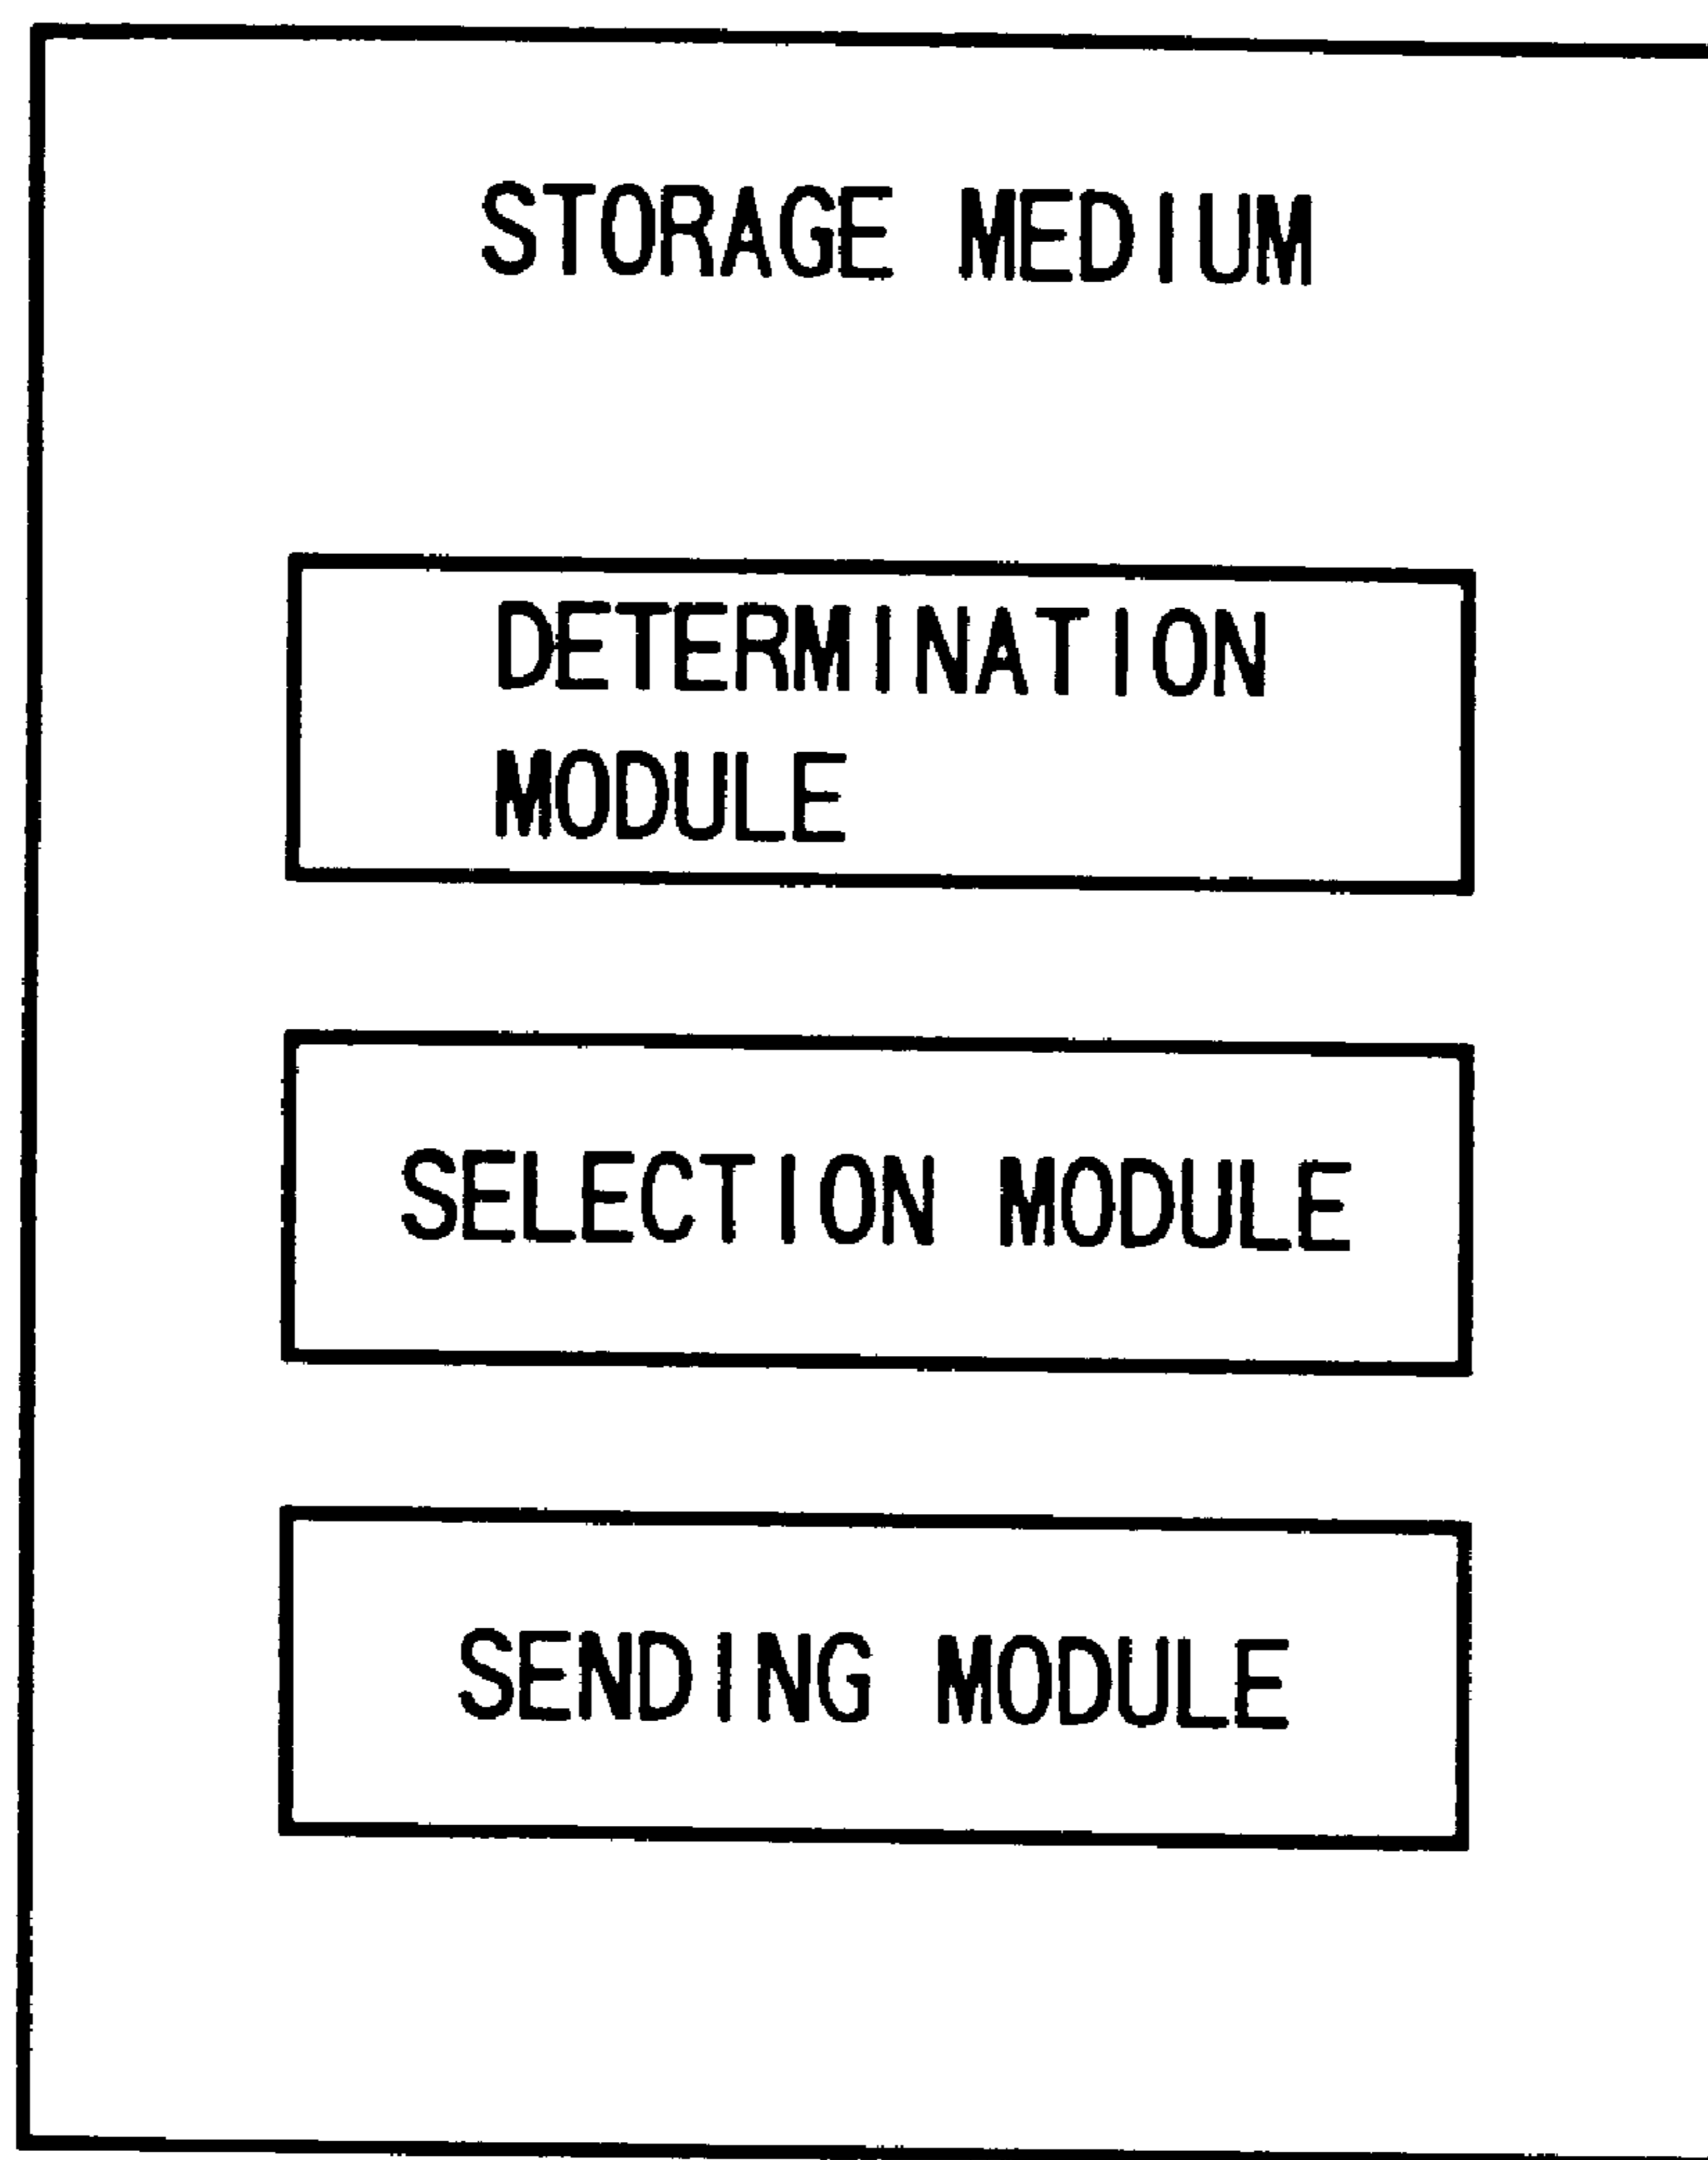 STORAGE MEDIUM
DETERMINATION
MODULE
SELECTION MODULE
SENDING MODULE